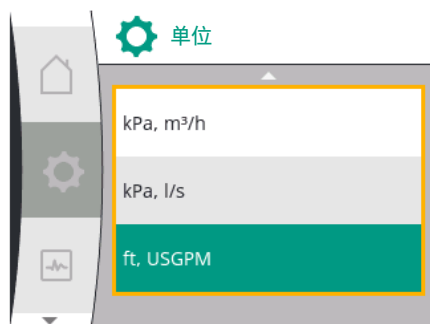 单位
kPa, m³/h
kPa, l/s
ft, USGPM